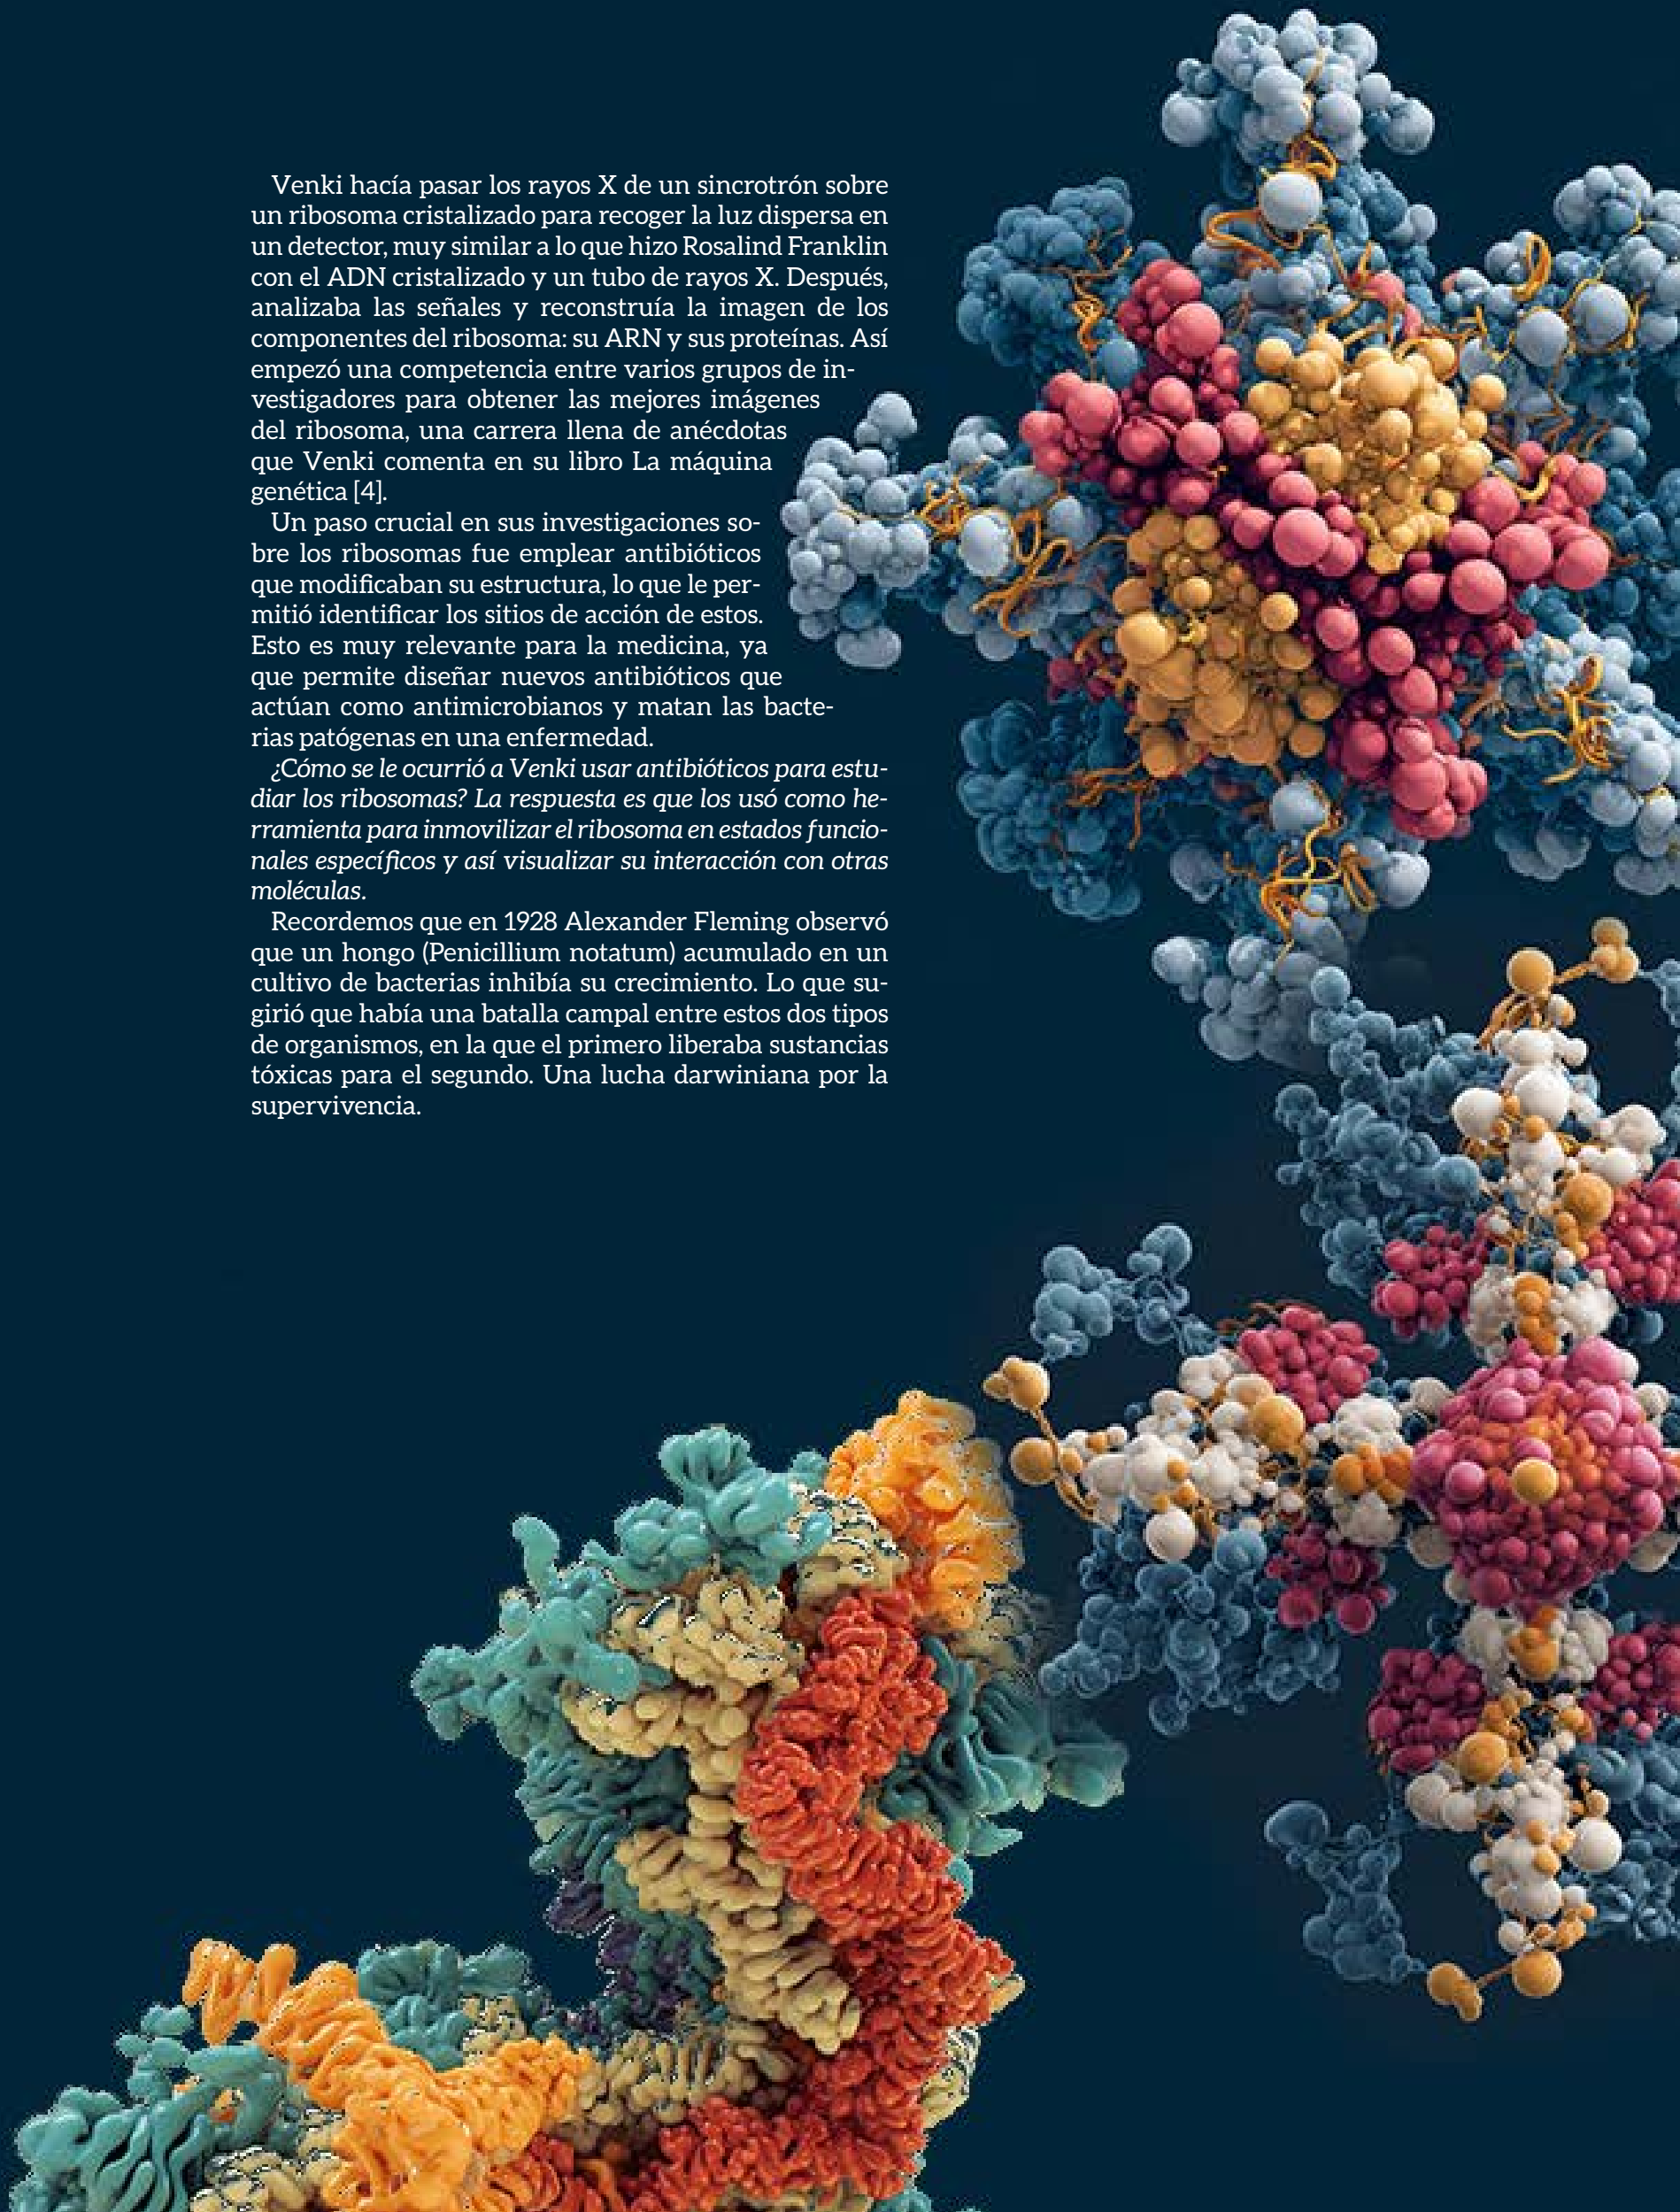 Venki hacía pasar los rayos X de un sincrotrón sobre
un ribosoma cristalizado para recoger la luz dispersa en
un detector, muy similar a lo que hizo Rosalind Franklin
con el ADN cristalizado y un tubo de rayos X. Después,
analizaba las señales y reconstruía la imagen de los
componentes del ribosoma: su ARN y sus proteínas. Así
empezó una competencia entre varios grupos de in-
vestigadores para obtener las mejores imágenes
del ribosoma, una carrera llena de anécdotas
que Venki comenta en su libro La máquina
genética [4].
Un paso crucial en sus investigaciones so-
bre los ribosomas fue emplear antibióticos
que modificaban su estructura, lo que le per-
mitió identificar los sitios de acción de estos.
Esto es muy relevante para la medicina, ya
que permite diseñar nuevos antibióticos que
actúan como antimicrobianos y matan las bacte-
rias patógenas en una enfermedad.
¿Cómo se le ocurrió a Venki usar antibióticos para estu-
diar los ribosomas? La respuesta es que los usó como he-
rramienta para inmovilizar el ribosoma en estados funcio-
nales específicos y así visualizar su interacción con otras
moléculas.
Recordemos que en 1928 Alexander Fleming observó
que un hongo (Penicillium notatum) acumulado en un
cultivo de bacterias inhibía su crecimiento. Lo que su-
girió que había una batalla campal entre estos dos tipos
de organismos, en la que el primero liberaba sustancias
tóxicas para el segundo. Una lucha darwiniana por la
supervivencia.